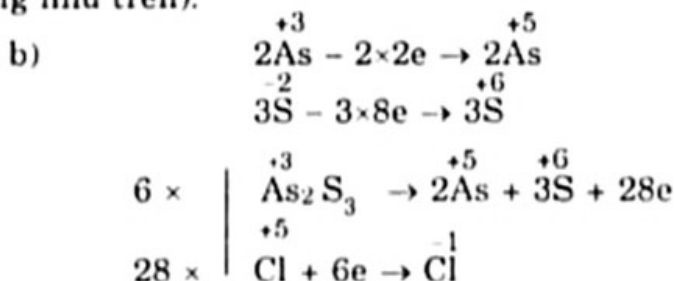 b)
+3 +5
2As – 2×2e → 2As
-2 +6
3S – 3×8e → 3S
+3 +5 +6
6 × | As₂S₃ → 2As + 3S + 28e
+5 -1
28 × | Cl + 6e → Cl